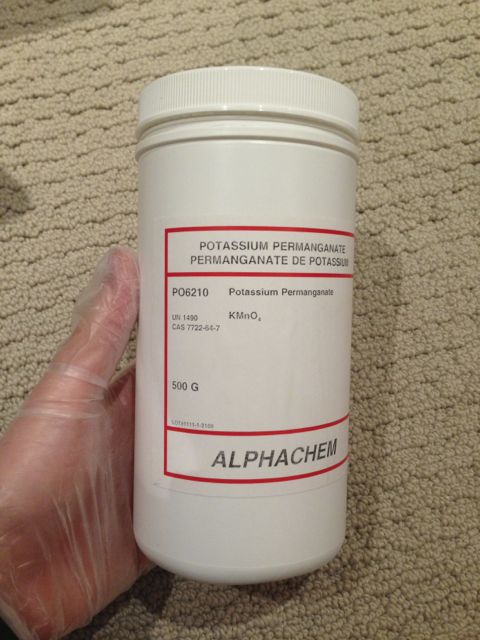 POTASSIUM PERMANGANATE
PERMANGANATE DE POTASSIUM
PO6210 Potassium Permanganate
UN 1490 KMnO₄
CAS 7722-64-7
500 G
ALPHACHEM